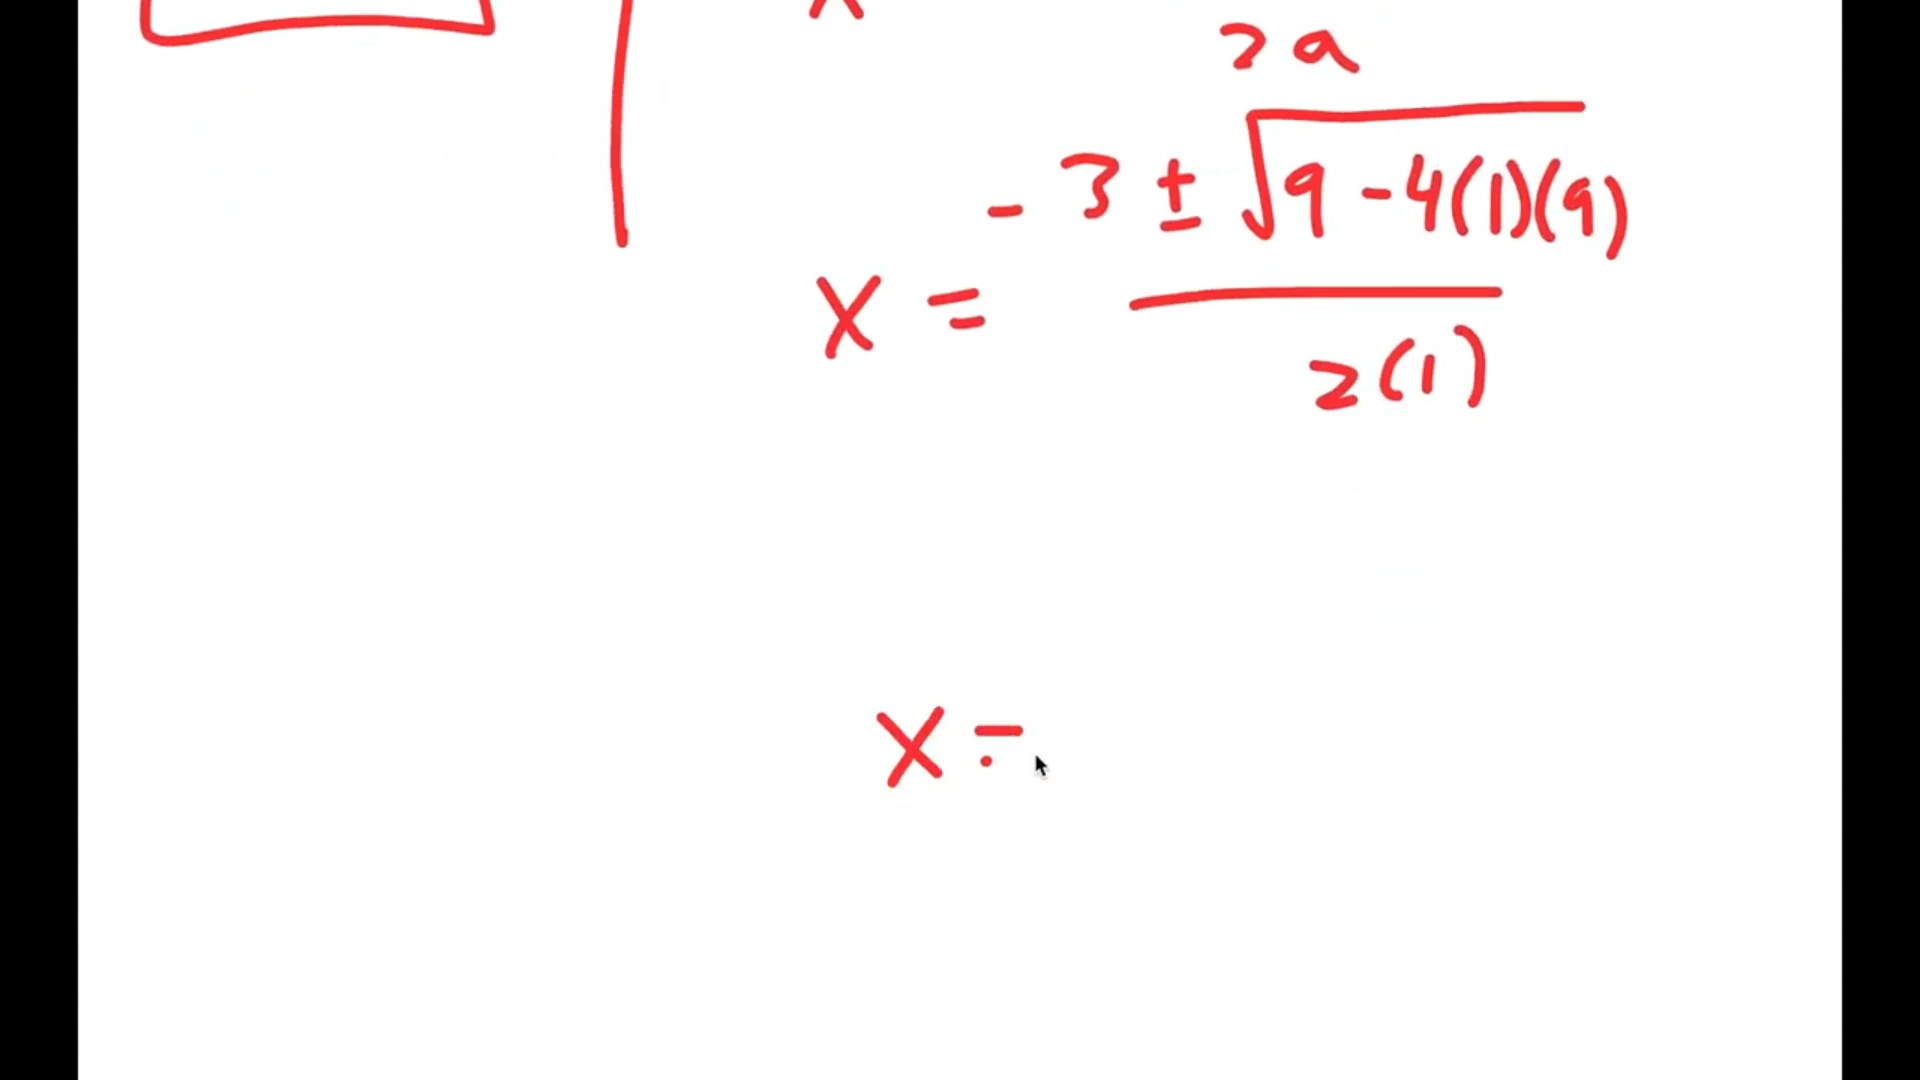 x
2a
-3 ± √9-4(1)(9)
x =
2(1)
x =